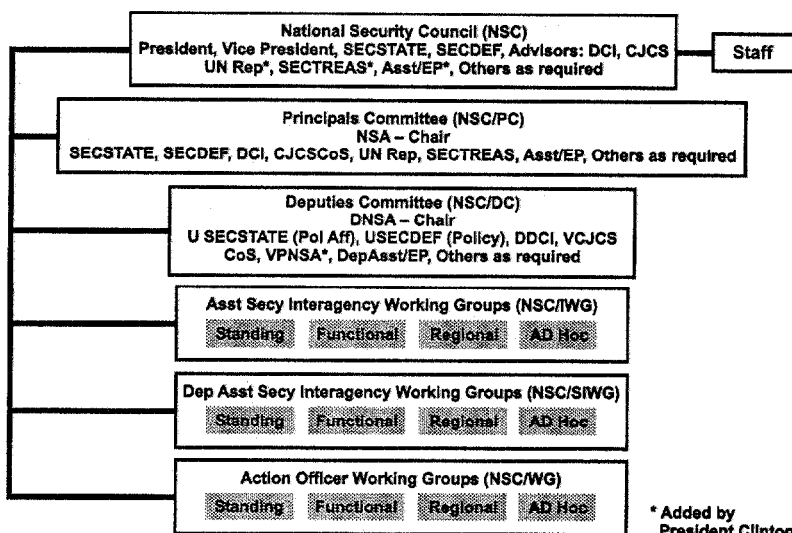 National Security Council (NSC)
President, Vice President, SECSTATE, SECDEF, Advisors: DCI, CJCS
UN Rep*, SECTREAS*, Asst/EP*, Others as required
Staff
Principals Committee (NSC/PC)
NSA – Chair
SECSTATE, SECDEF, DCI, CJCSCoS, UN Rep, SECTREAS, Asst/EP, Others as required
Deputies Committee (NSC/DC)
DNSA – Chair
U SECSTATE (Pol Aff), USECDEF (Policy), DDCI, VCJCS
CoS, VPNSA*, DepAsst/EP, Others as required
Asst Secy Interagency Working Groups (NSC/IWG)
Standing Functional Regional AD Hoc
Dep Asst Secy Interagency Working Groups (NSC/SIWG)
Standing Functional Regional AD Hoc
Action Officer Working Groups (NSC/WG)
Standing Functional Regional AD Hoc
* Added by
President Clinton